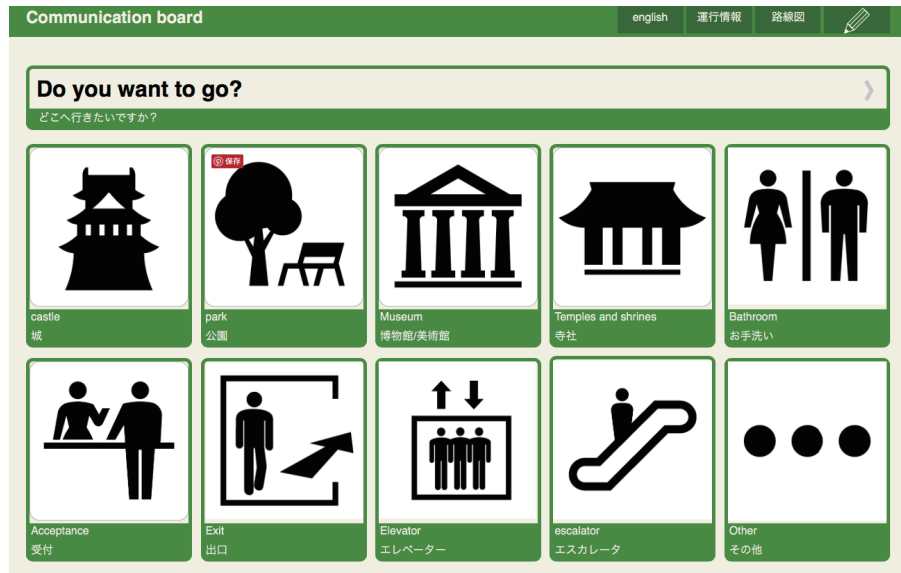 Communication board
english
運行情報
路線図
Do you want to go?
どこへ行きたいですか？
保存
castle
城
park
公園
Museum
博物館/美術館
Temples and shrines
寺社
Bathroom
お手洗い
Acceptance
受付
Exit
出口
Elevator
エレベーター
escalator
エスカレータ
Other
その他